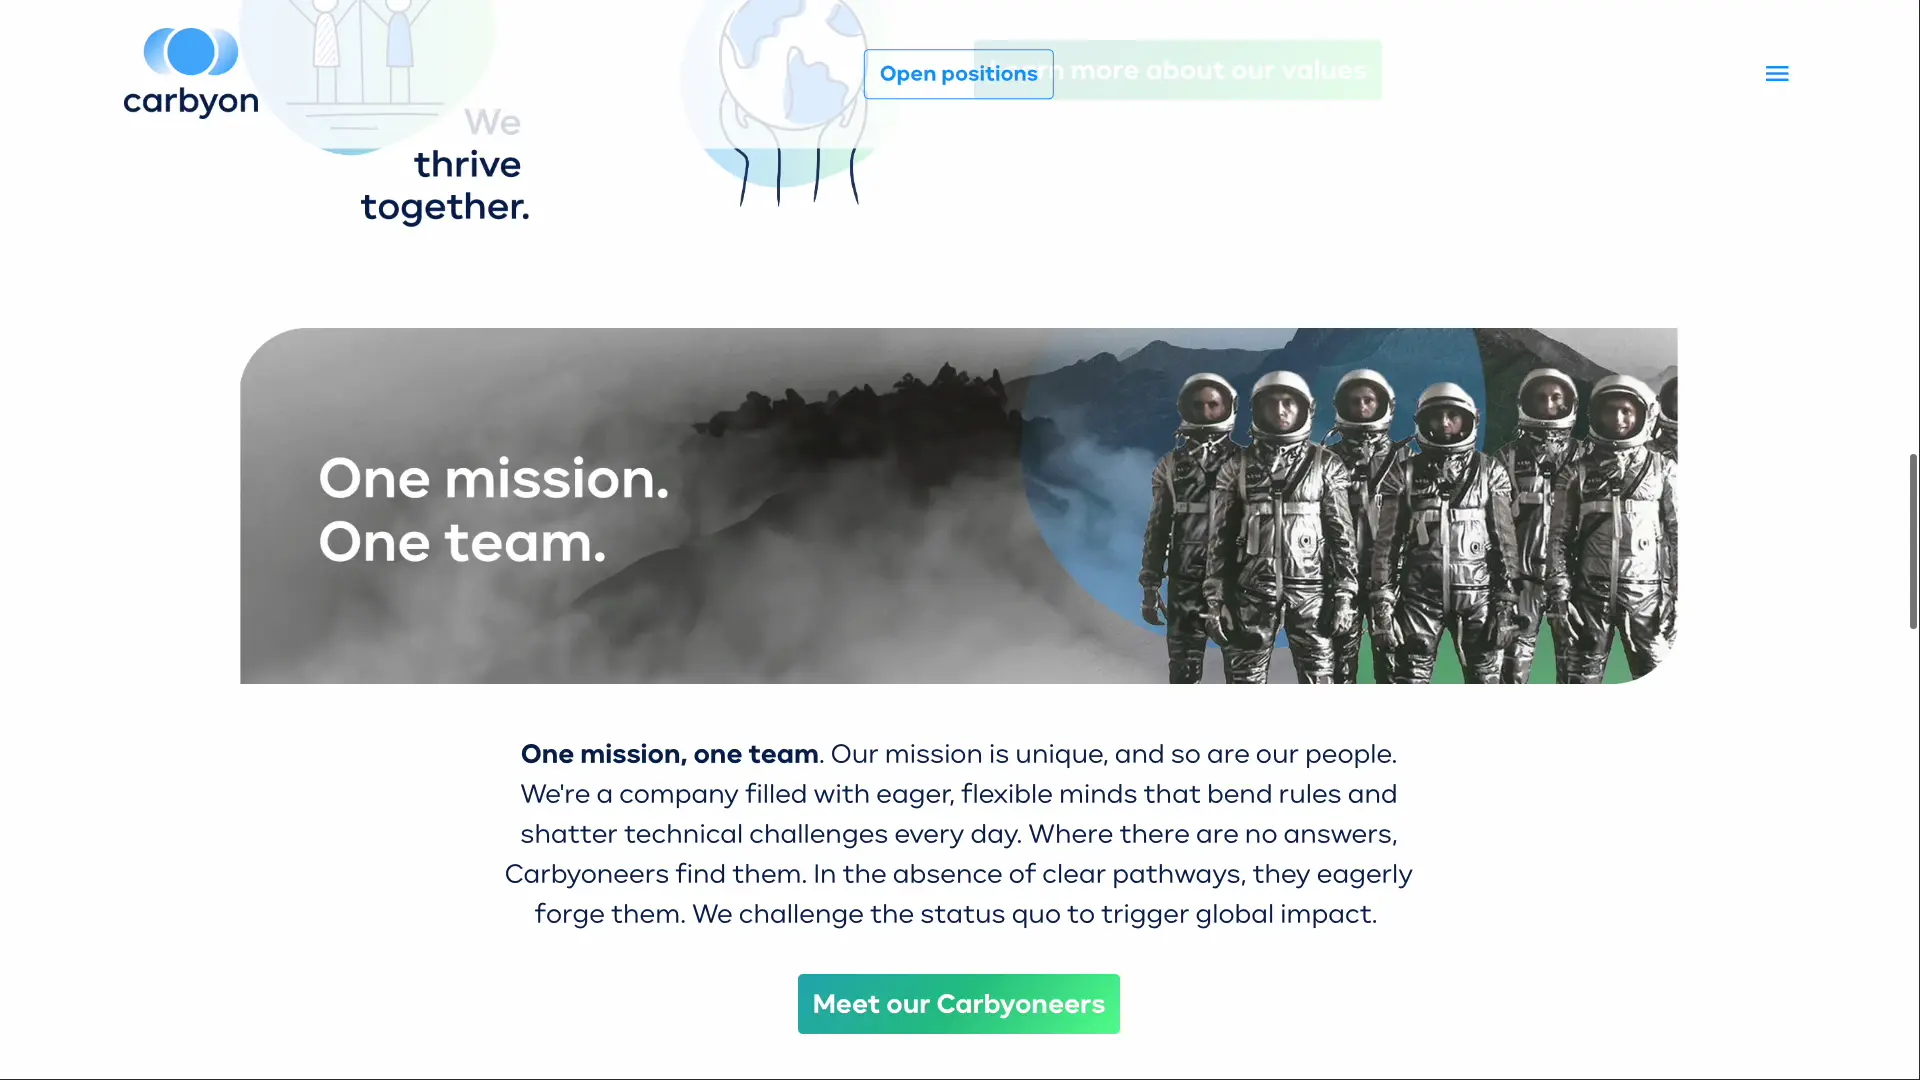 carbyon
Open positions
more about our values
We
thrive
together.
One mission.
One team.
One mission, one team. Our mission is unique, and so are our people.
We're a company filled with eager, flexible minds that bend rules and
shatter technical challenges every day. Where there are no answers,
Carbyoneers find them. In the absence of clear pathways, they eagerly
forge them. We challenge the status quo to trigger global impact.
Meet our Carbyoneers